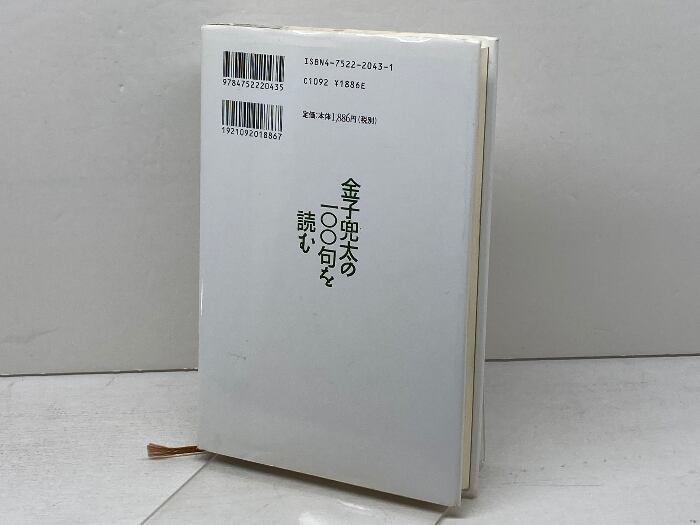 ISBN4-7522-2043-1
C1092 ¥1886E
9784752220435
定価:本体1,886円(税別)
1921092018867
金子兜太の
一〇〇句を
読む